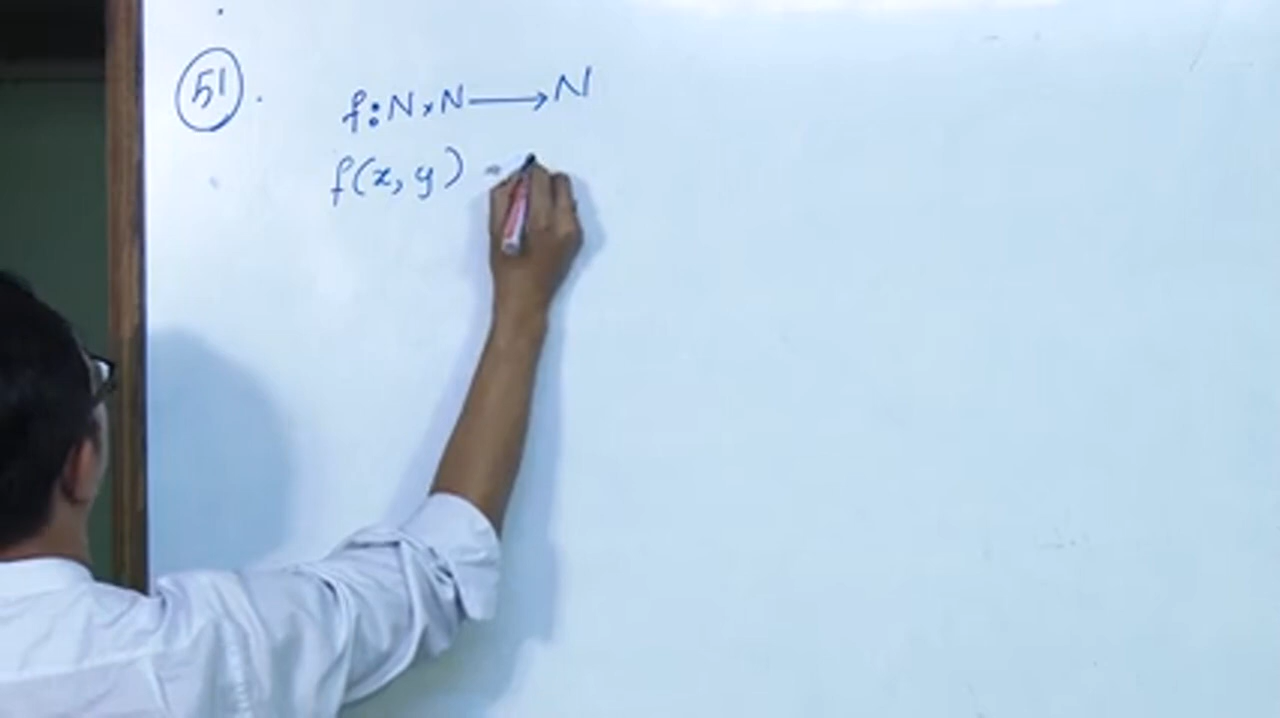 51.
f: N × N ⟶ N
f(x, y) =